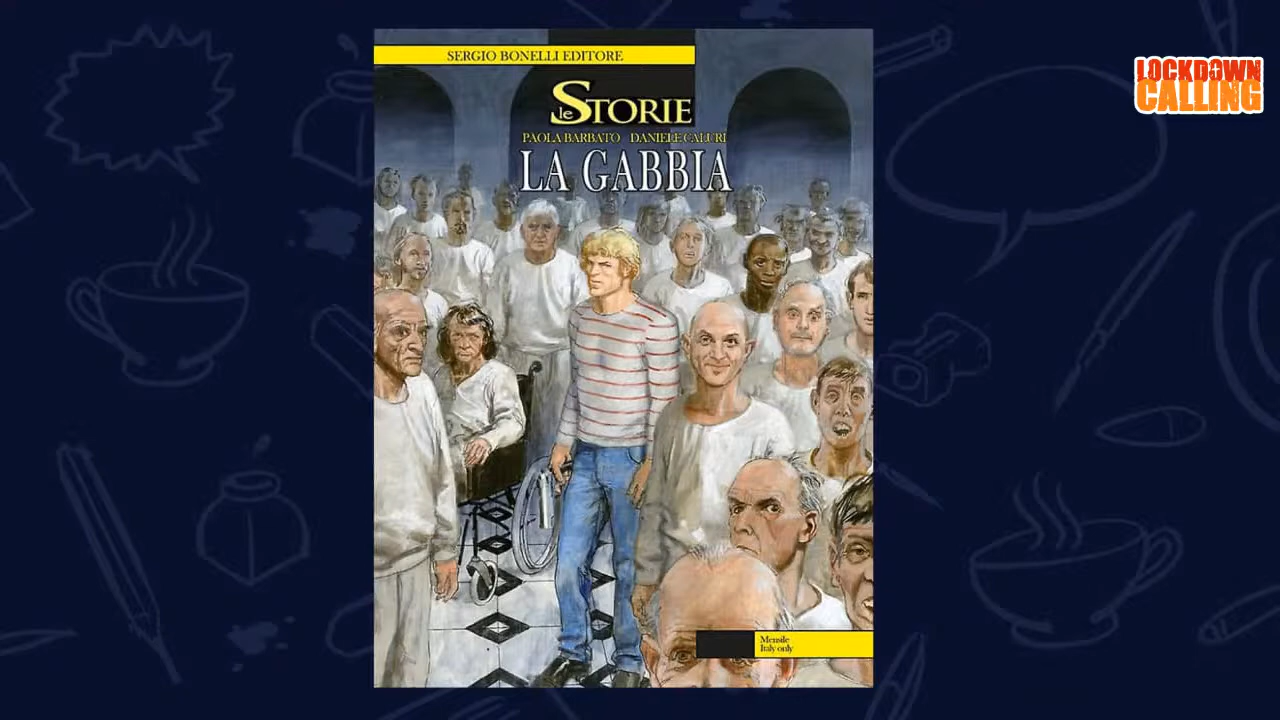 SERGIO BONELLI EDITORE
le STORIE
PAOLA BARBATO DANIELE CALURI
LA GABBIA
Mensile
Italy only
LOCKDOWN
CALLING